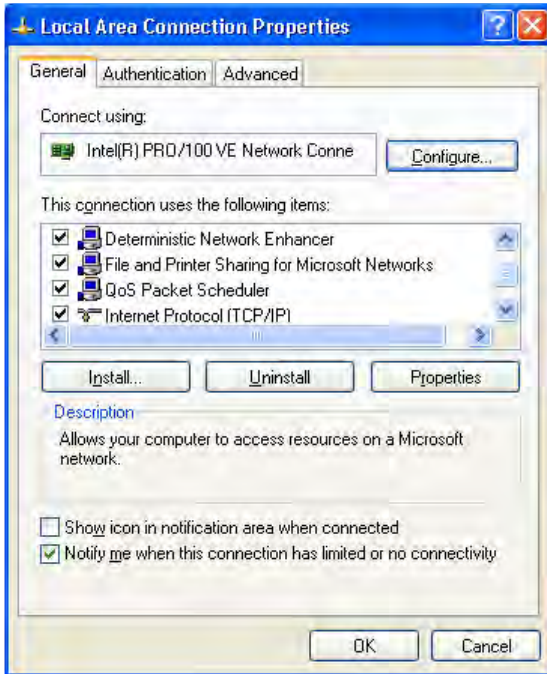 Local Area Connection Properties
General Authentication Advanced
Connect using:
Intel(R) PRO/100 VE Network Conne
Configure...
This connection uses the following items:
Deterministic Network Enhancer
File and Printer Sharing for Microsoft Networks
QoS Packet Scheduler
Internet Protocol (TCP/IP)
Install... Uninstall Properties
Description
Allows your computer to access resources on a Microsoft
network.
Show icon in notification area when connected
Notify me when this connection has limited or no connectivity
OK Cancel